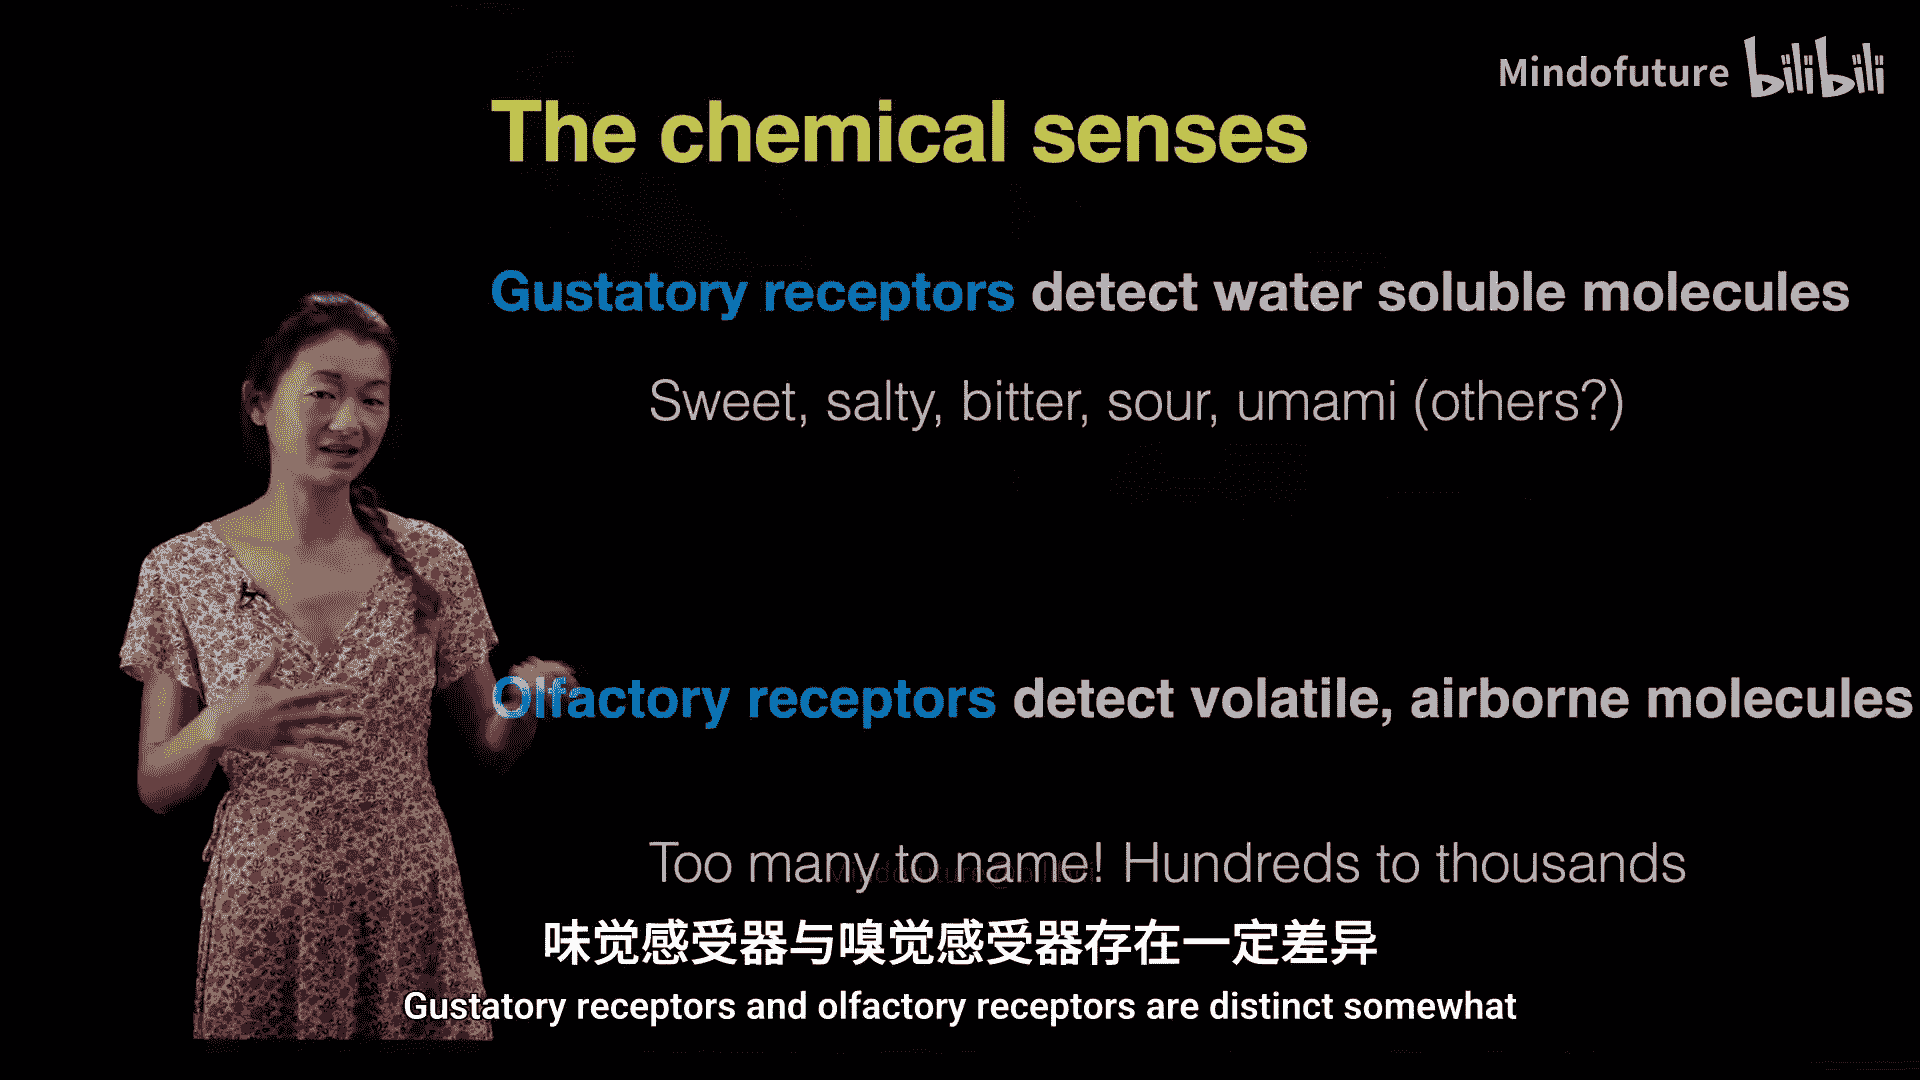 Mindofuture bilibili
The chemical senses
Gustatory receptors detect water soluble molecules
Sweet, salty, bitter, sour, umami (others?)
Olfactory receptors detect volatile, airborne molecules
Too many to name! Hundreds to thousands
味觉感受器与嗅觉感受器存在一定差异
Gustatory receptors and olfactory receptors are distinct somewhat